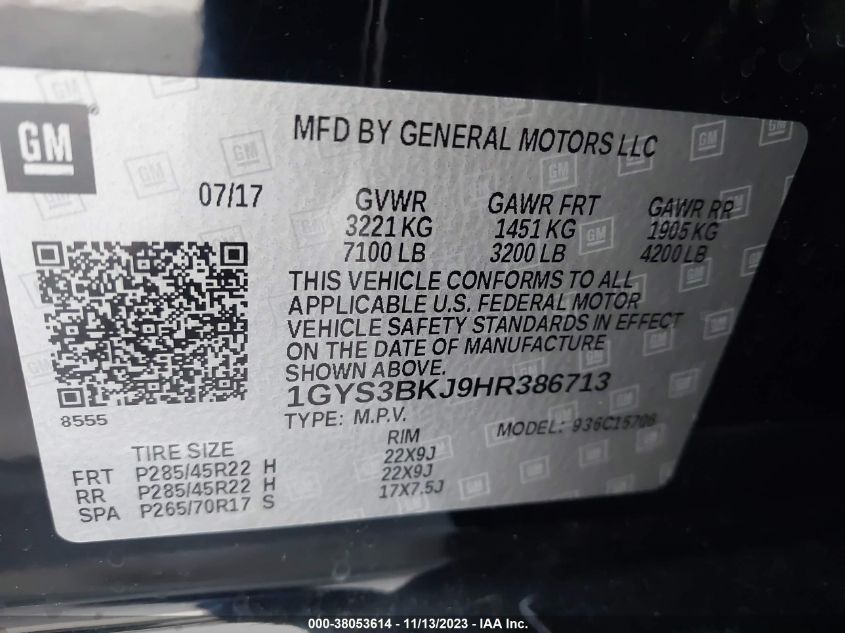 GM
MFD BY GENERAL MOTORS LLC
07/17
GVWR GAWR FRT GAWR RR
3221 KG 1451 KG 1905 KG
7100 LB 3200 LB 4200 LB
THIS VEHICLE CONFORMS TO ALL
APPLICABLE U.S. FEDERAL MOTOR
VEHICLE SAFETY STANDARDS IN EFFECT
ON THE DATE OF MANUFACTURE
SHOWN ABOVE.
1GYS3BKJ9HR386713
8555
TYPE: M.P.V. MODEL: 936C15706
TIRE SIZE RIM
FRT P285/45R22 H 22X9J
RR P285/45R22 H 22X9J
SPA P265/70R17 S 17X7.5J
000-38053614 - 11/13/2023 - IAA Inc.